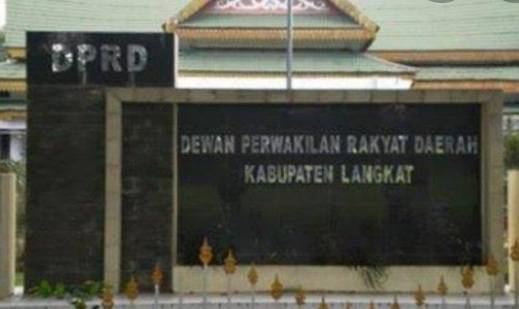 DPRD
DEWAN PERWAKILAN RAKYAT DAERAH
KABUPATEN LANGKAT